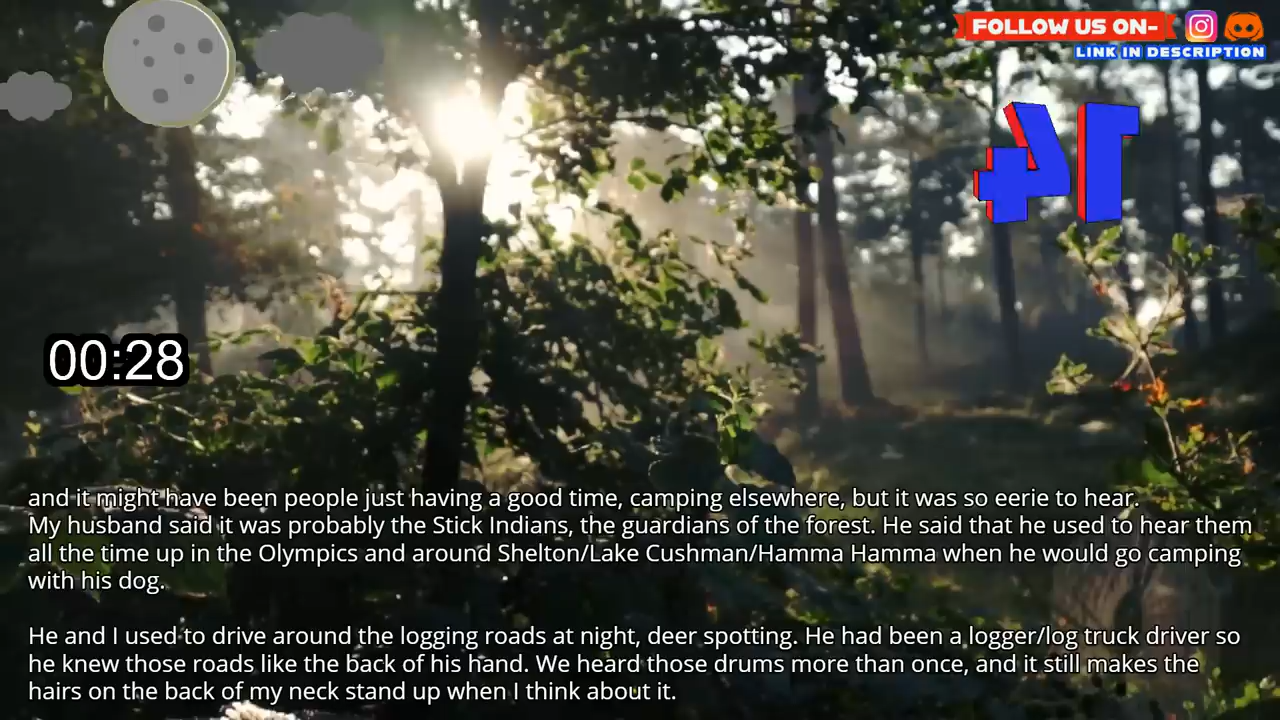 FOLLOW US ON-
LINK IN DESCRIPTION
14
00:28
and it might have been people just having a good time, camping elsewhere, but it was so eerie to hear.
My husband said it was probably the Stick Indians, the guardians of the forest. He said that he used to hear them
all the time up in the Olympics and around Shelton/Lake Cushman/Hamma Hamma when he would go camping
with his dog.
He and I used to drive around the logging roads at night, deer spotting. He had been a logger/log truck driver so
he knew those roads like the back of his hand. We heard those drums more than once, and it still makes the
hairs on the back of my neck stand up when I think about it.